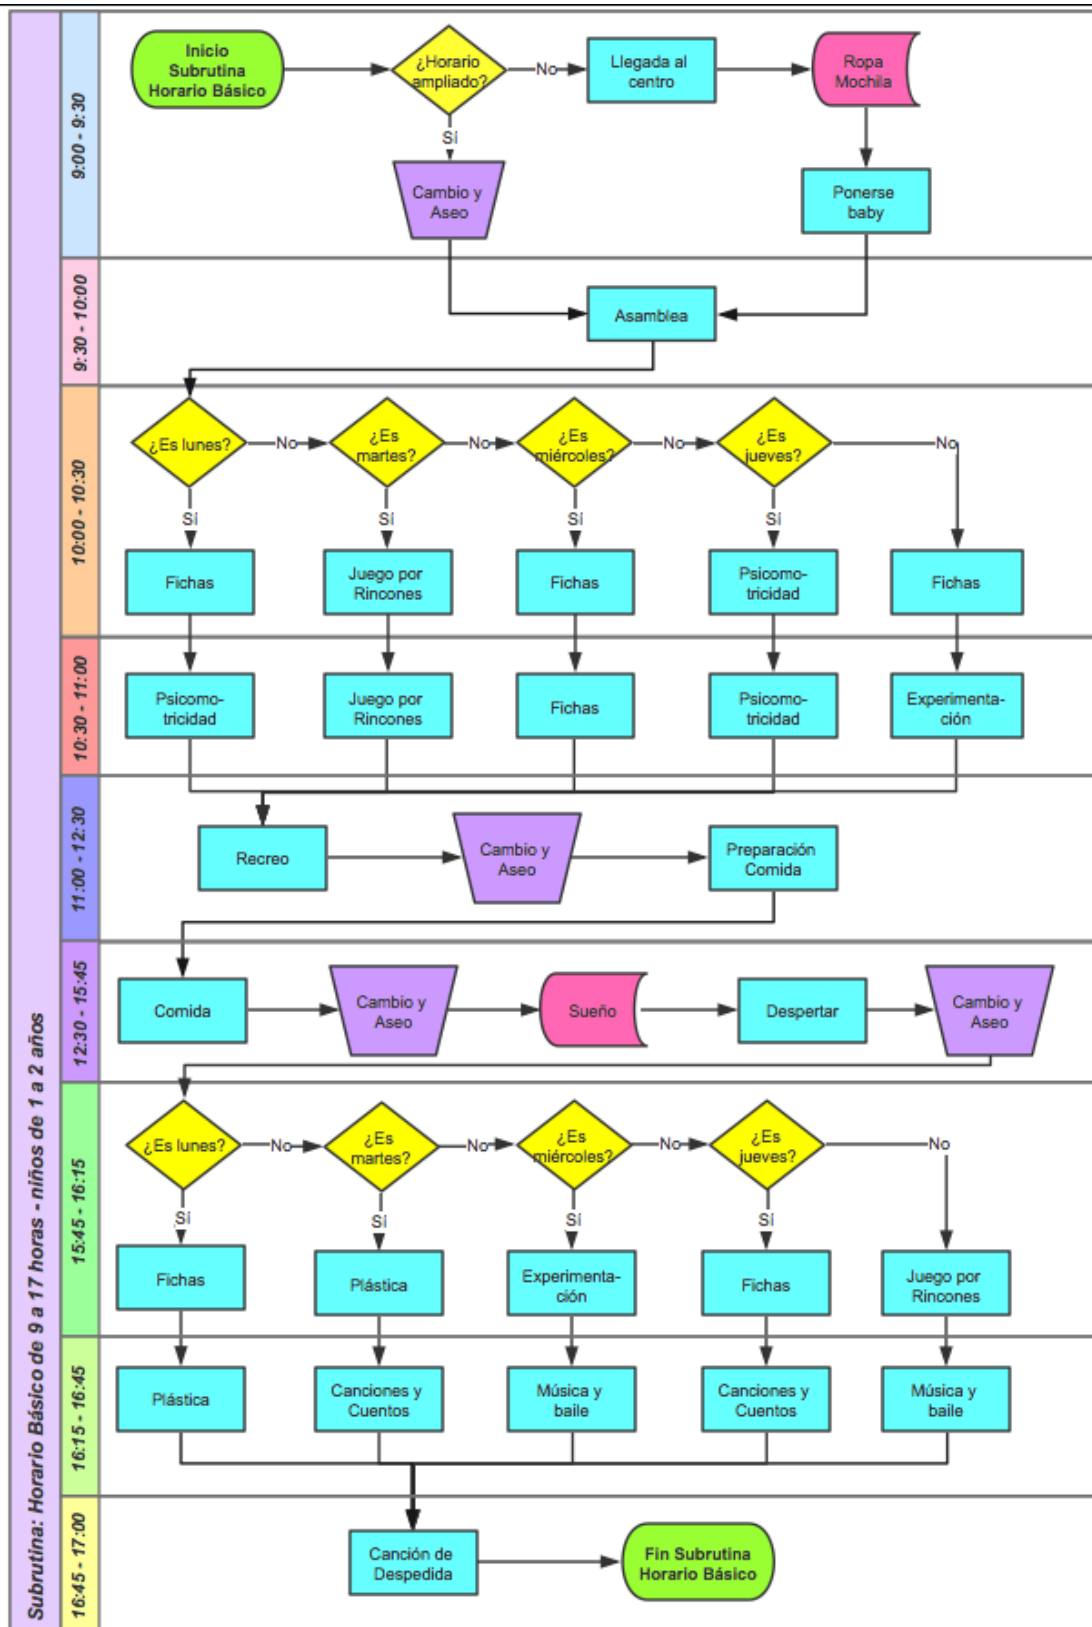 Subrutina: Horario Básico de 9 a 17 horas - niños de 1 a 2 años
9:00 - 9:30
Inicio
Subrutina
Horario Básico
¿Horario
ampliado?
No
Llegada al
centro
Ropa
Mochila
Sí
Cambio y
Aseo
Ponerse
baby
9:30 - 10:00
Asamblea
10:00 - 10:30
¿Es lunes?
No
¿Es
martes?
No
¿Es
miércoles?
No
¿Es
jueves?
No
Sí
Sí
Sí
Sí
Fichas
Juego por
Rincones
Fichas
Psicomo-
tricidad
Fichas
10:30 - 11:00
Psicomo-
tricidad
Juego por
Rincones
Fichas
Psicomo-
tricidad
Experimenta-
ción
11:00 - 12:30
Recreo
Cambio y
Aseo
Preparación
Comida
12:30 - 15:45
Comida
Cambio y
Aseo
Sueño
Despertar
Cambio y
Aseo
15:45 - 16:15
¿Es lunes?
No
¿Es
martes?
No
¿Es
miércoles?
No
¿Es
jueves?
No
Sí
Sí
Sí
Sí
Fichas
Plástica
Experimenta-
ción
Fichas
Juego por
Rincones
16:15 - 16:45
Plástica
Canciones y
Cuentos
Música y
baile
Canciones y
Cuentos
Música y
baile
16:45 - 17:00
Canción de
Despedida
Fin Subrutina
Horario Básico